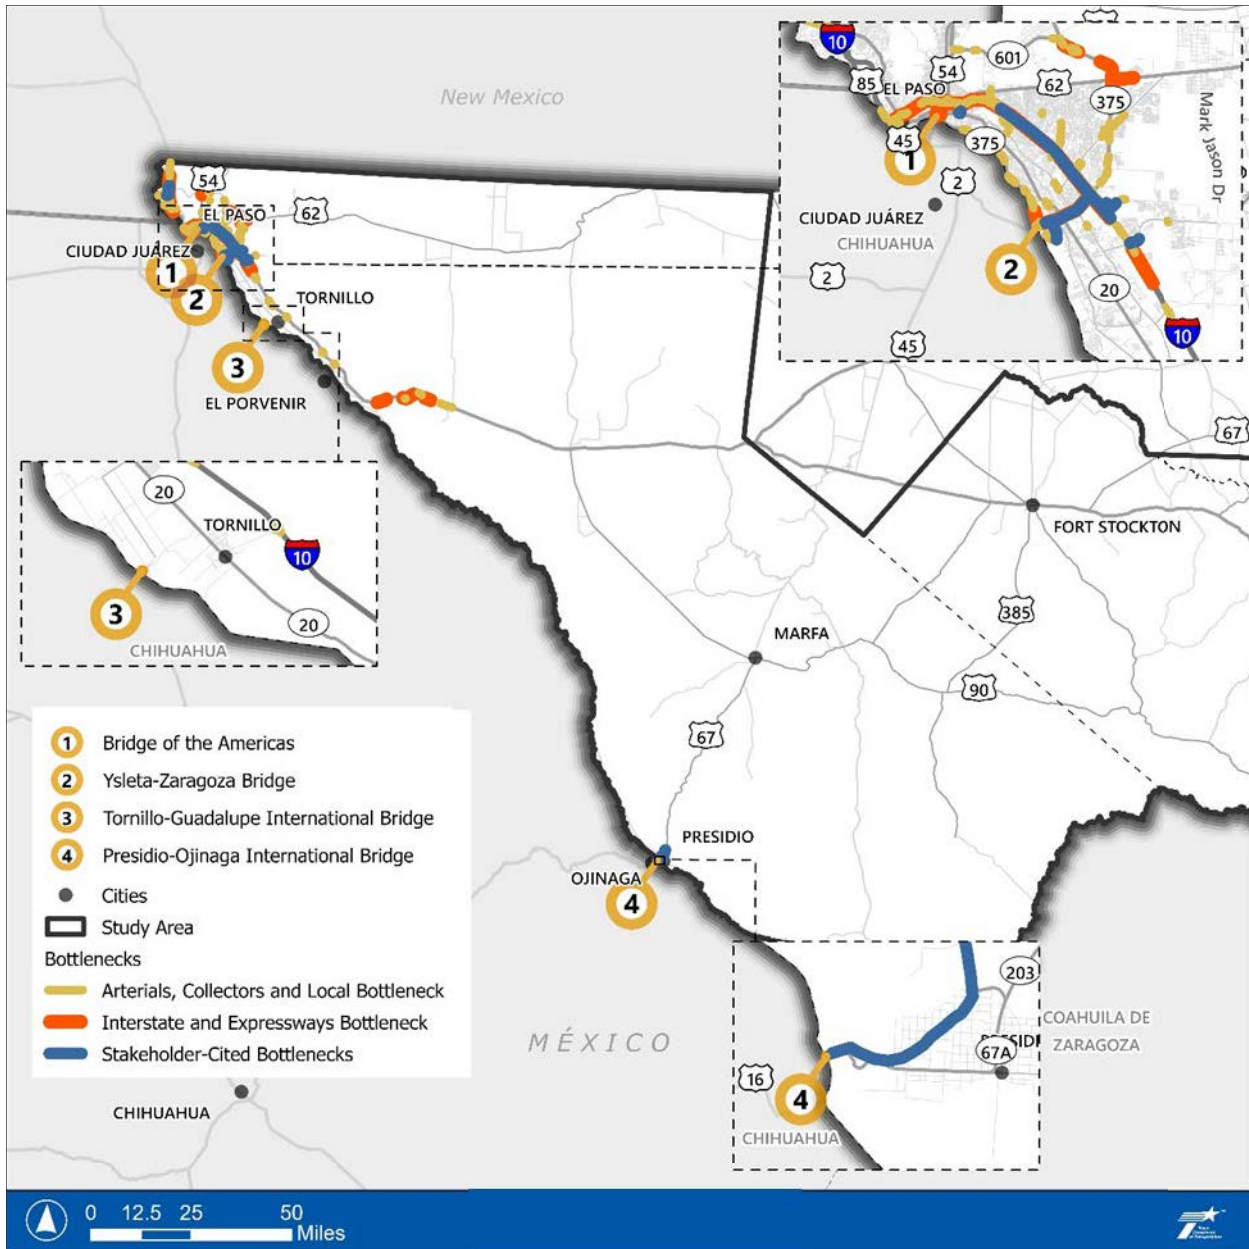 New Mexico
54
EL PASO
62
CIUDAD JUÁREZ
1
2
TORNILLO
3
EL PORVENIR
10
85
54
601
62
EL PASO
375
45
1
375
2
Mark Jason Dr
CIUDAD JUÁREZ
CHIHUAHUA
2
2
20
10
45
67
FORT STOCKTON
385
MARFA
90
67
PRESIDIO
OJINAGA
4
20
TORNILLO
10
3
20
CHIHUAHUA
1 Bridge of the Americas
2 Ysleta-Zaragoza Bridge
3 Tornillo-Guadalupe International Bridge
4 Presidio-Ojinaga International Bridge
Cities
Study Area
Bottlenecks
Arterials, Collectors and Local Bottleneck
Interstate and Expressways Bottleneck
Stakeholder-Cited Bottlenecks
MÉXICO
CHIHUAHUA
203
COAHUILA DE
ZARAGOZA
PRESIDI
67A
16
4
CHIHUAHUA
0 12.5 25 50
Miles